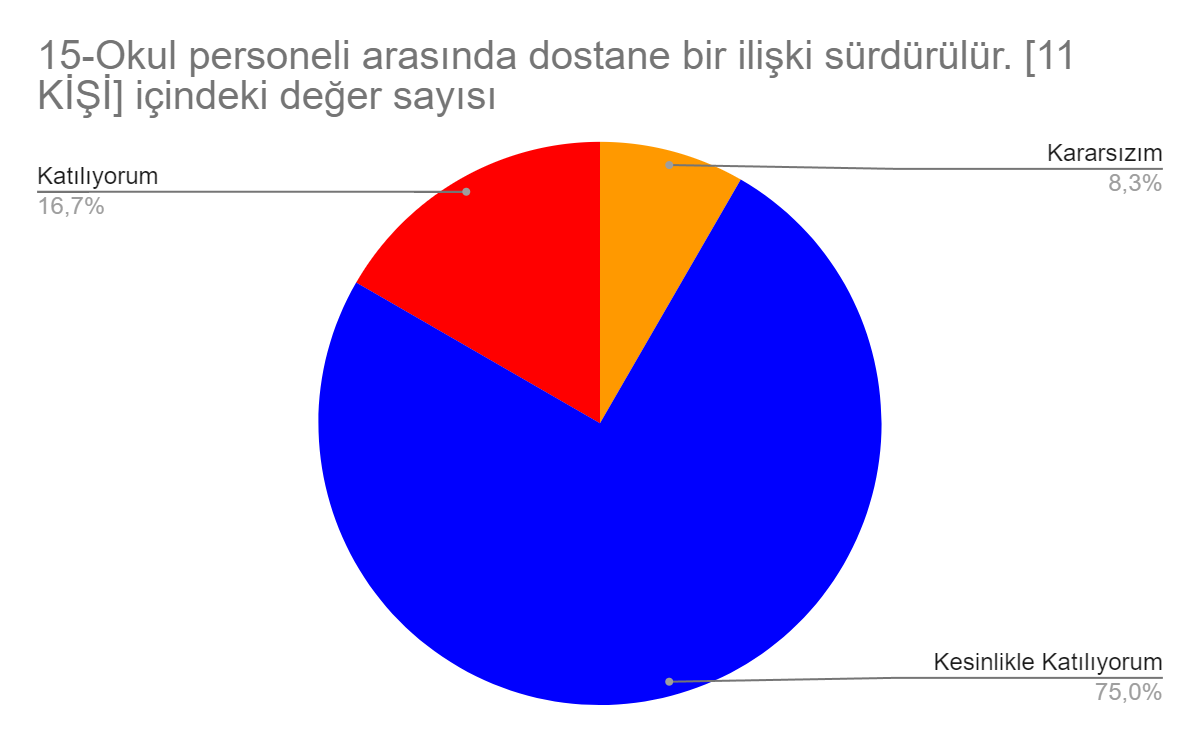 15-Okul personeli arasında dostane bir ilişki sürdürülür. [11
KİŞİ] içindeki değer sayısı
Kararsızım
8,3%
Katılıyorum
16,7%
Kesinlikle Katılıyorum
75,0%